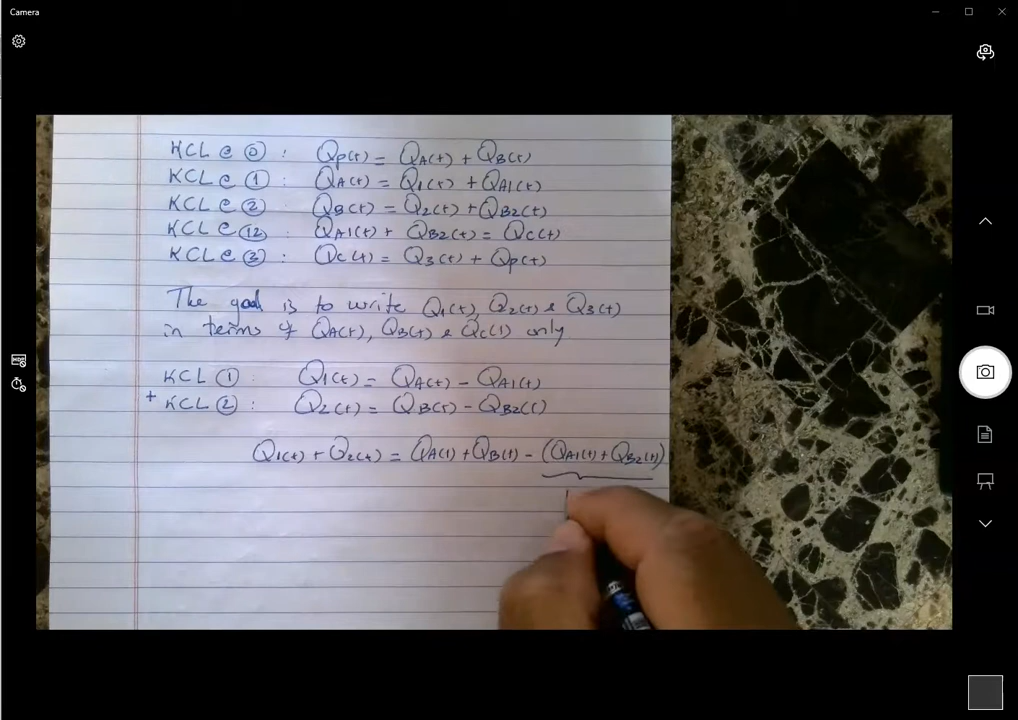 Camera
KCL @ 0 : Qp(t) = QA(t) + QB(t)
KCL @ 1 : QA(t) = Q1(t) + QA1(t)
KCL @ 2 : QB(t) = Q2(t) + QB2(t)
KCL @ 12 : QA1(t) + QB2(t) = QC(t)
KCL @ 3 : QC(t) = Q3(t) + Qp(t)
The goal is to write Q1(t), Q2(t) & Q3(t)
in terms of QA(t), QB(t) & QC(t) only
KCL 1 : Q1(t) = QA(t) - QA1(t)
+ KCL 2 : Q2(t) = QB(t) - QB2(t)
Q1(t) + Q2(t) = QA(t) + QB(t) - (QA1(t) + QB2(t))